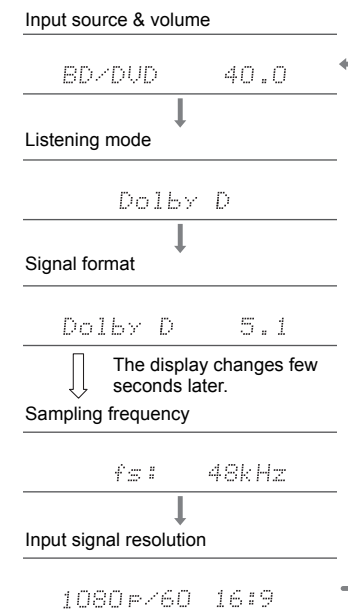 Input source & volume
BD/DVD 40.0
Listening mode
Dolby D
Signal format
Dolby D 5.1
The display changes few
seconds later.
Sampling frequency
fs: 48kHz
Input signal resolution
1080p/60 16:9